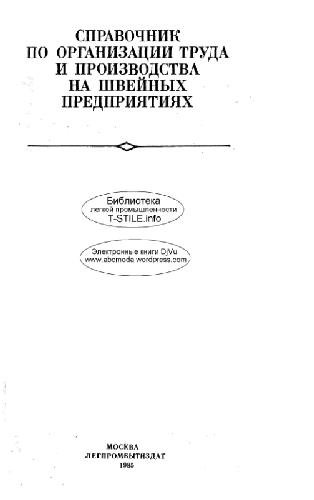 СПРАВОЧНИК
ПО ОРГАНИЗАЦИИ ТРУДА
И ПРОИЗВОДСТВА
НА ШВЕЙНЫХ
ПРЕДПРИЯТИЯХ
Библиотека
легкой промышленности
T-STILE.info
Электронные книги DjVu
www.abcmoda.wordpress.com
МОСКВА
ЛЕГПРОМБЫТИЗДАТ
1985